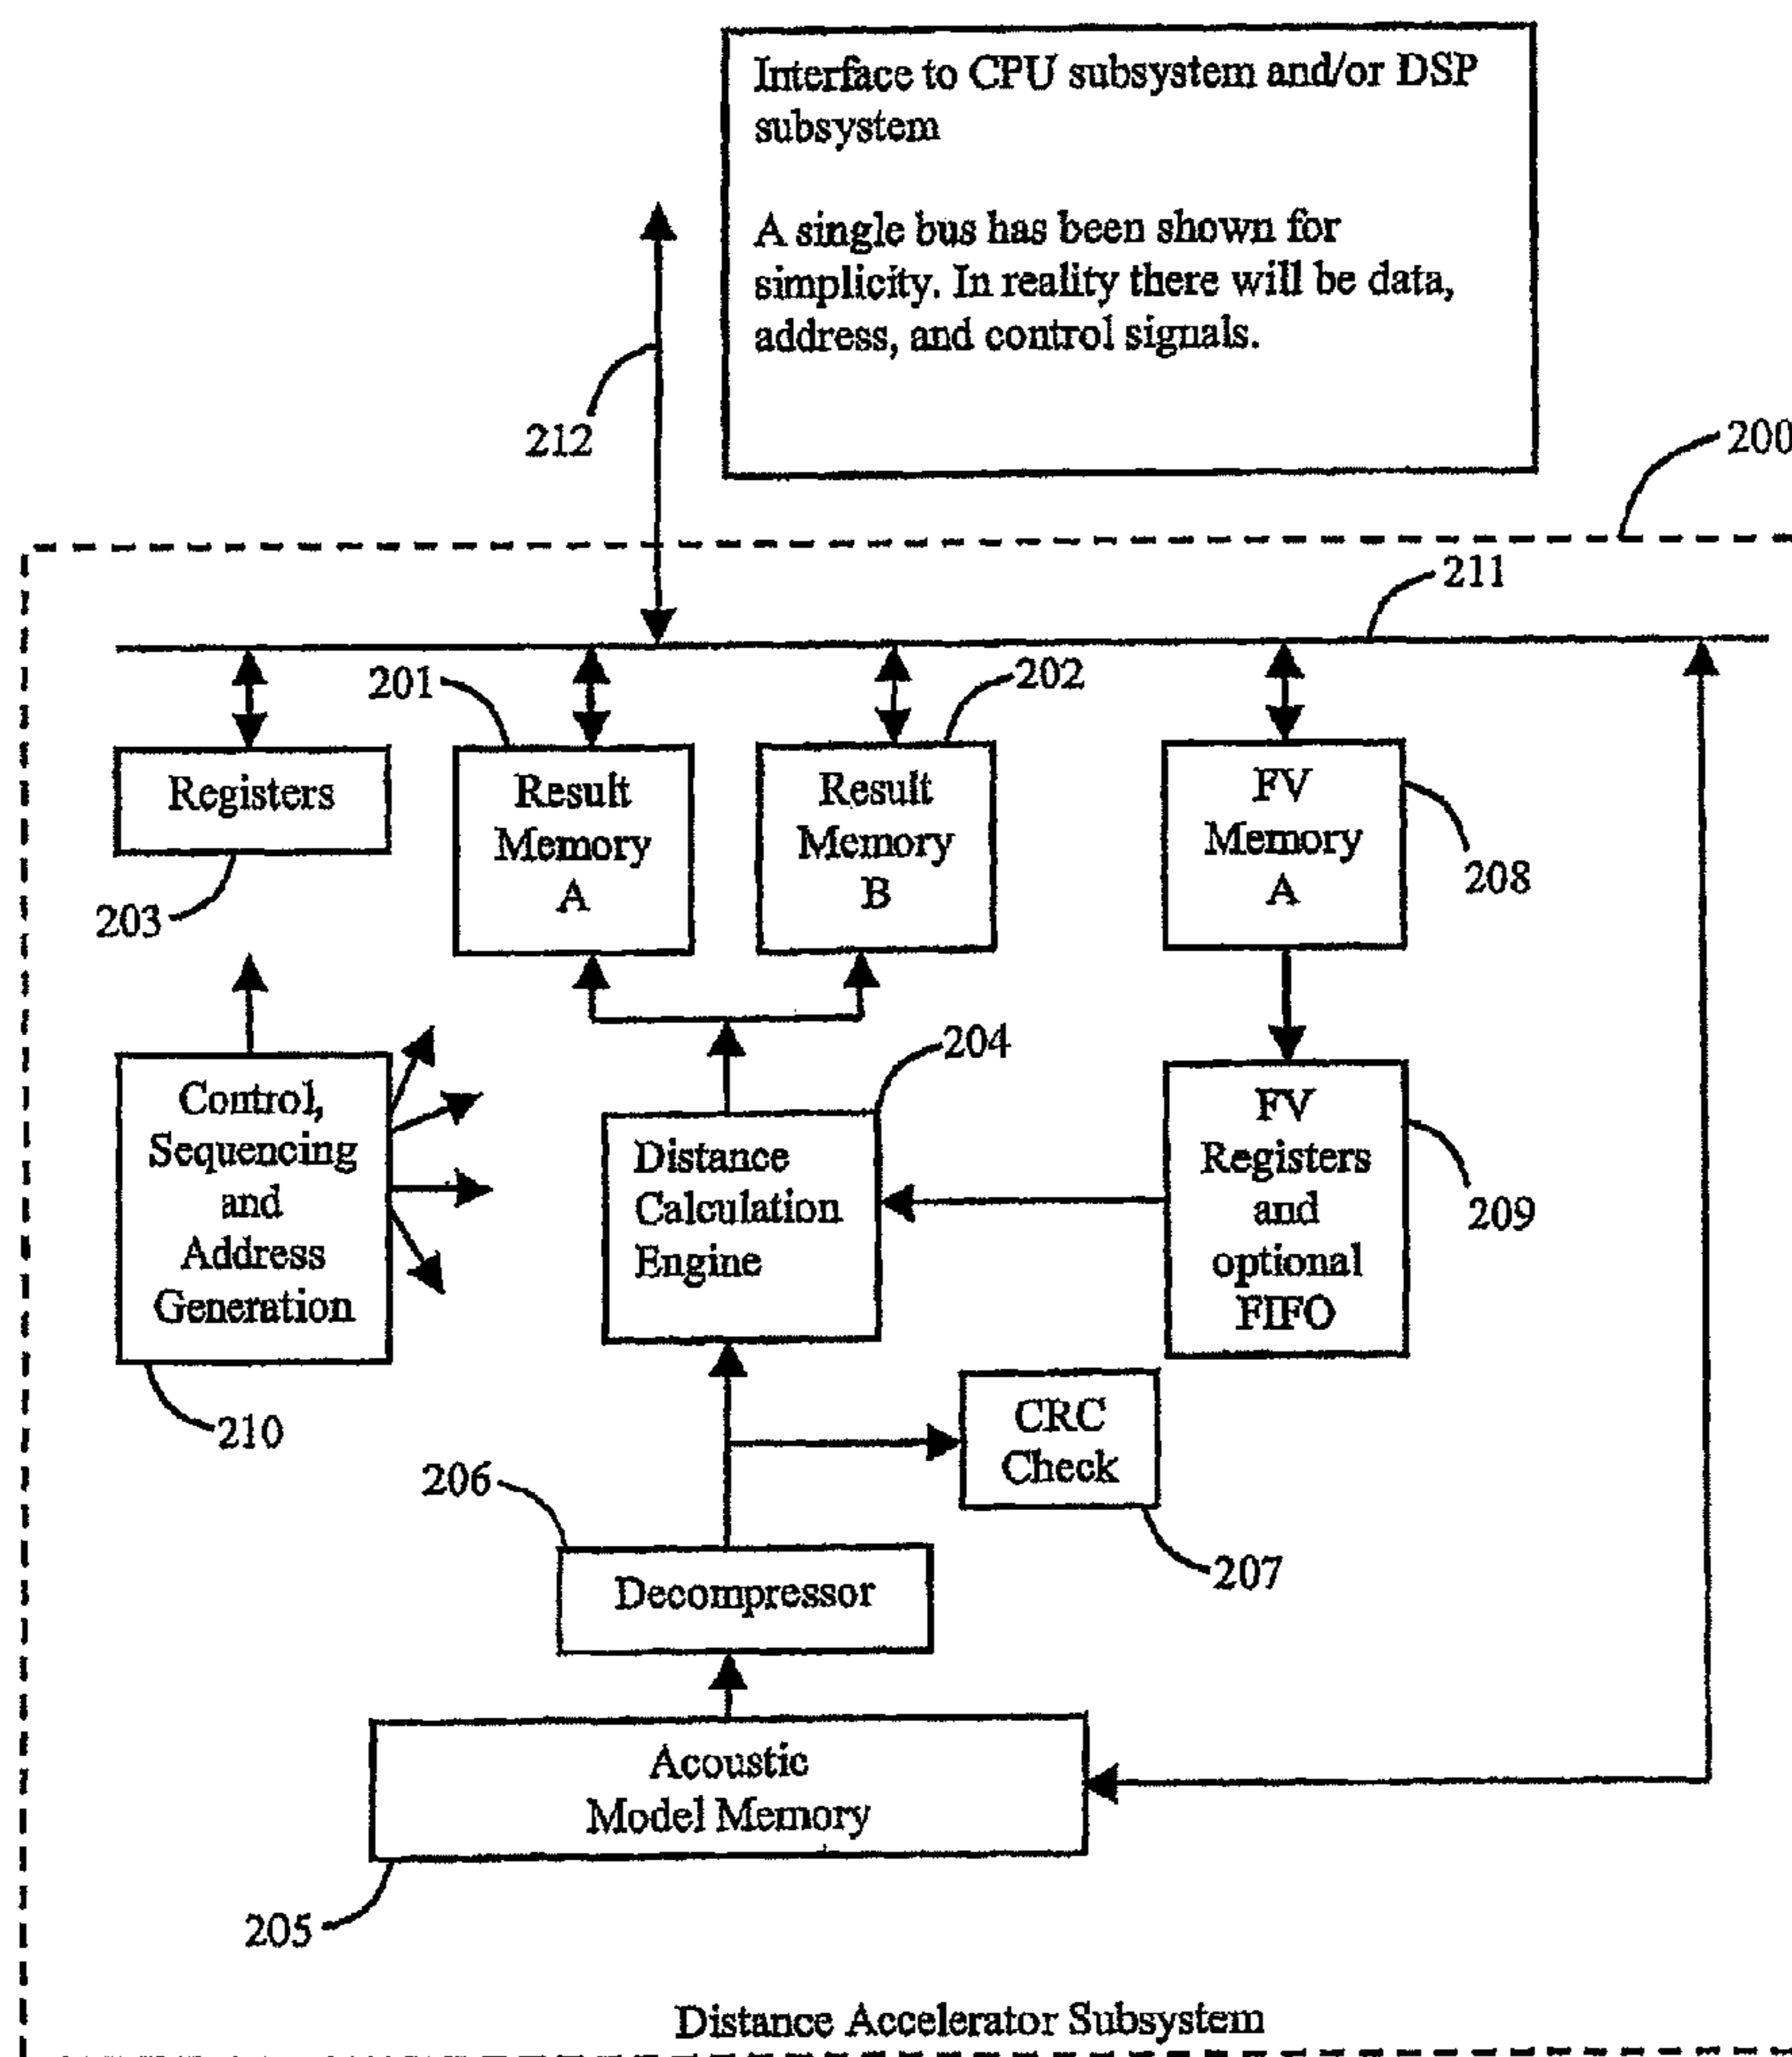 Interface to CPU subsystem and/or DSP
subsystem
A single bus has been shown for
simplicity. In reality there will be data,
address, and control signals.
212
200
211
201
202
Registers
Result
Memory
A
Result
Memory
B
FV
Memory
A
208
203
204
Control,
Sequencing
and
Address
Generation
Distance
Calculation
Engine
FV
Registers
and
optional
FIFO
209
210
CRC
Check
206
207
Decompressor
Acoustic
Model Memory
205
Distance Accelerator Subsystem